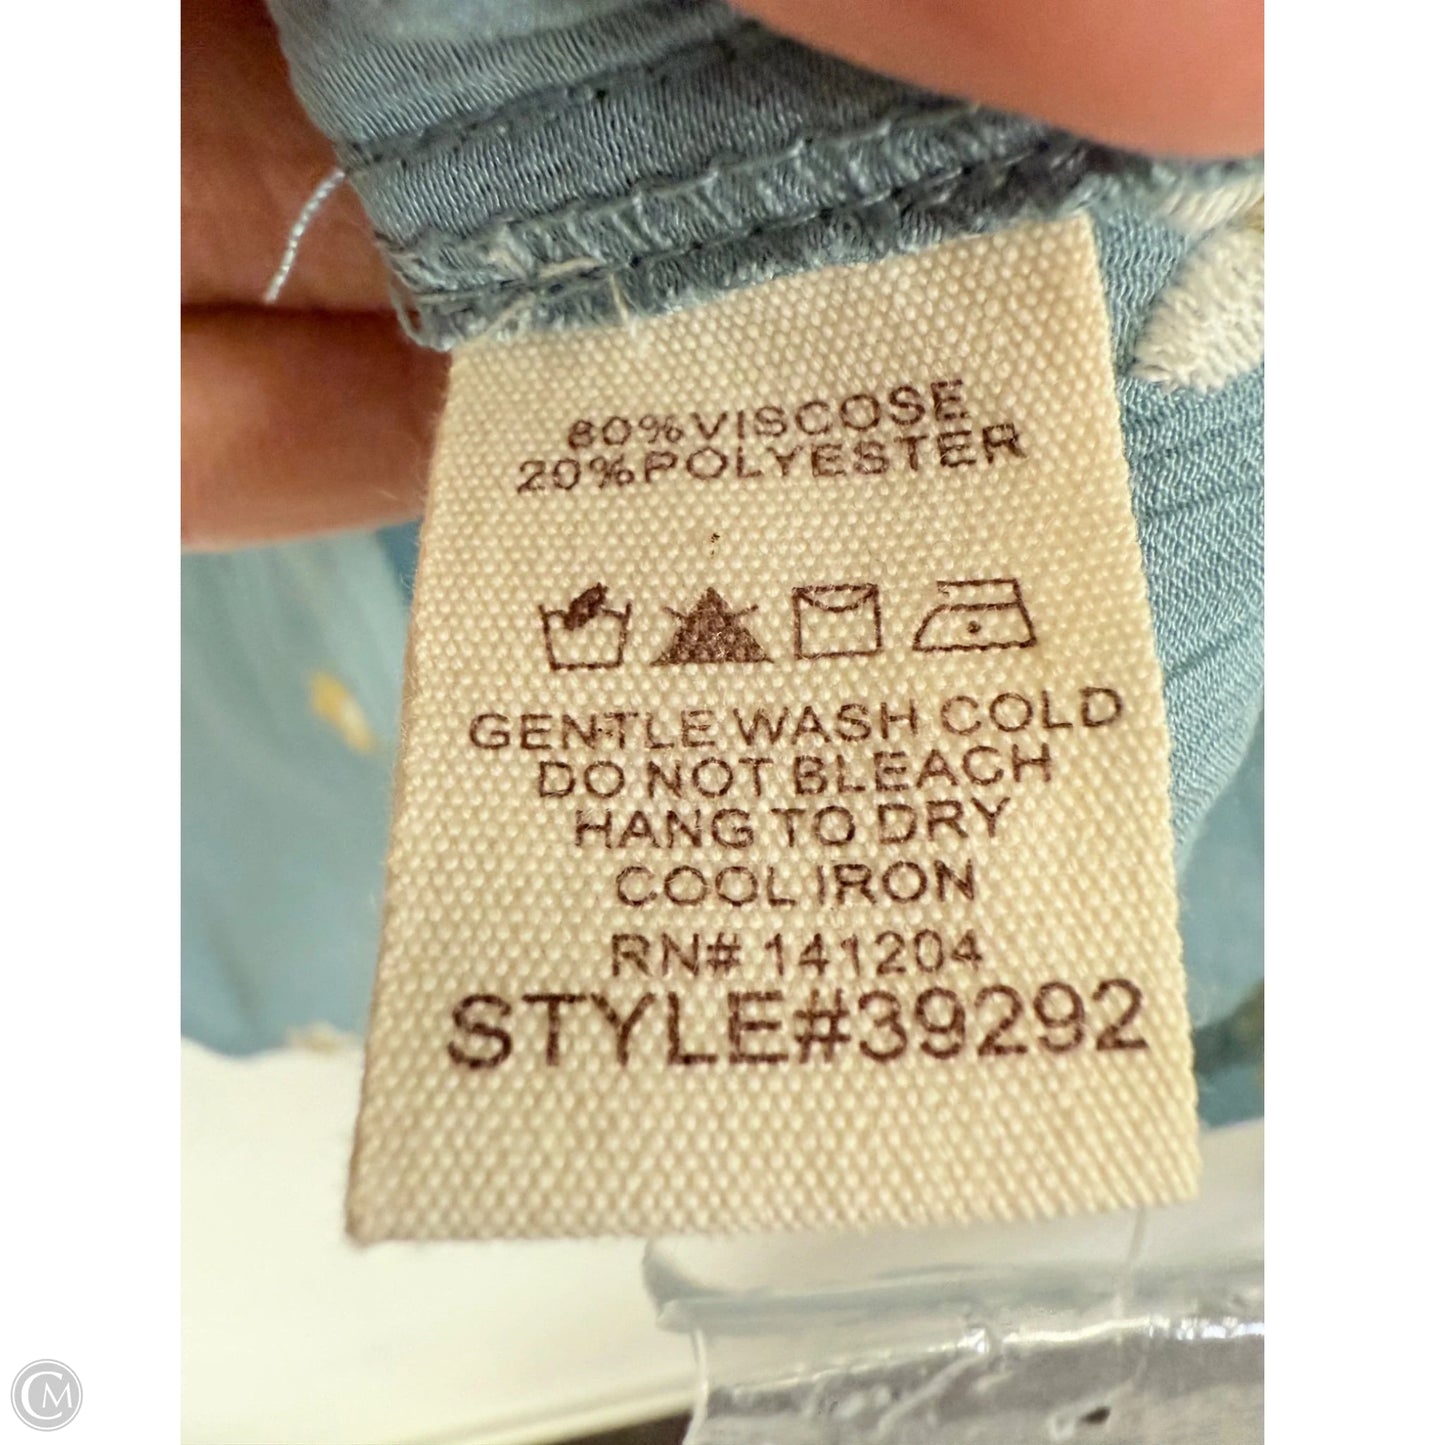 80%VISCOSE
20%POLYESTER
GENTLE WASH COLD
DO NOT BLEACH
HANG TO DRY
COOL IRON
RN# 141204
STYLE#39292
CM